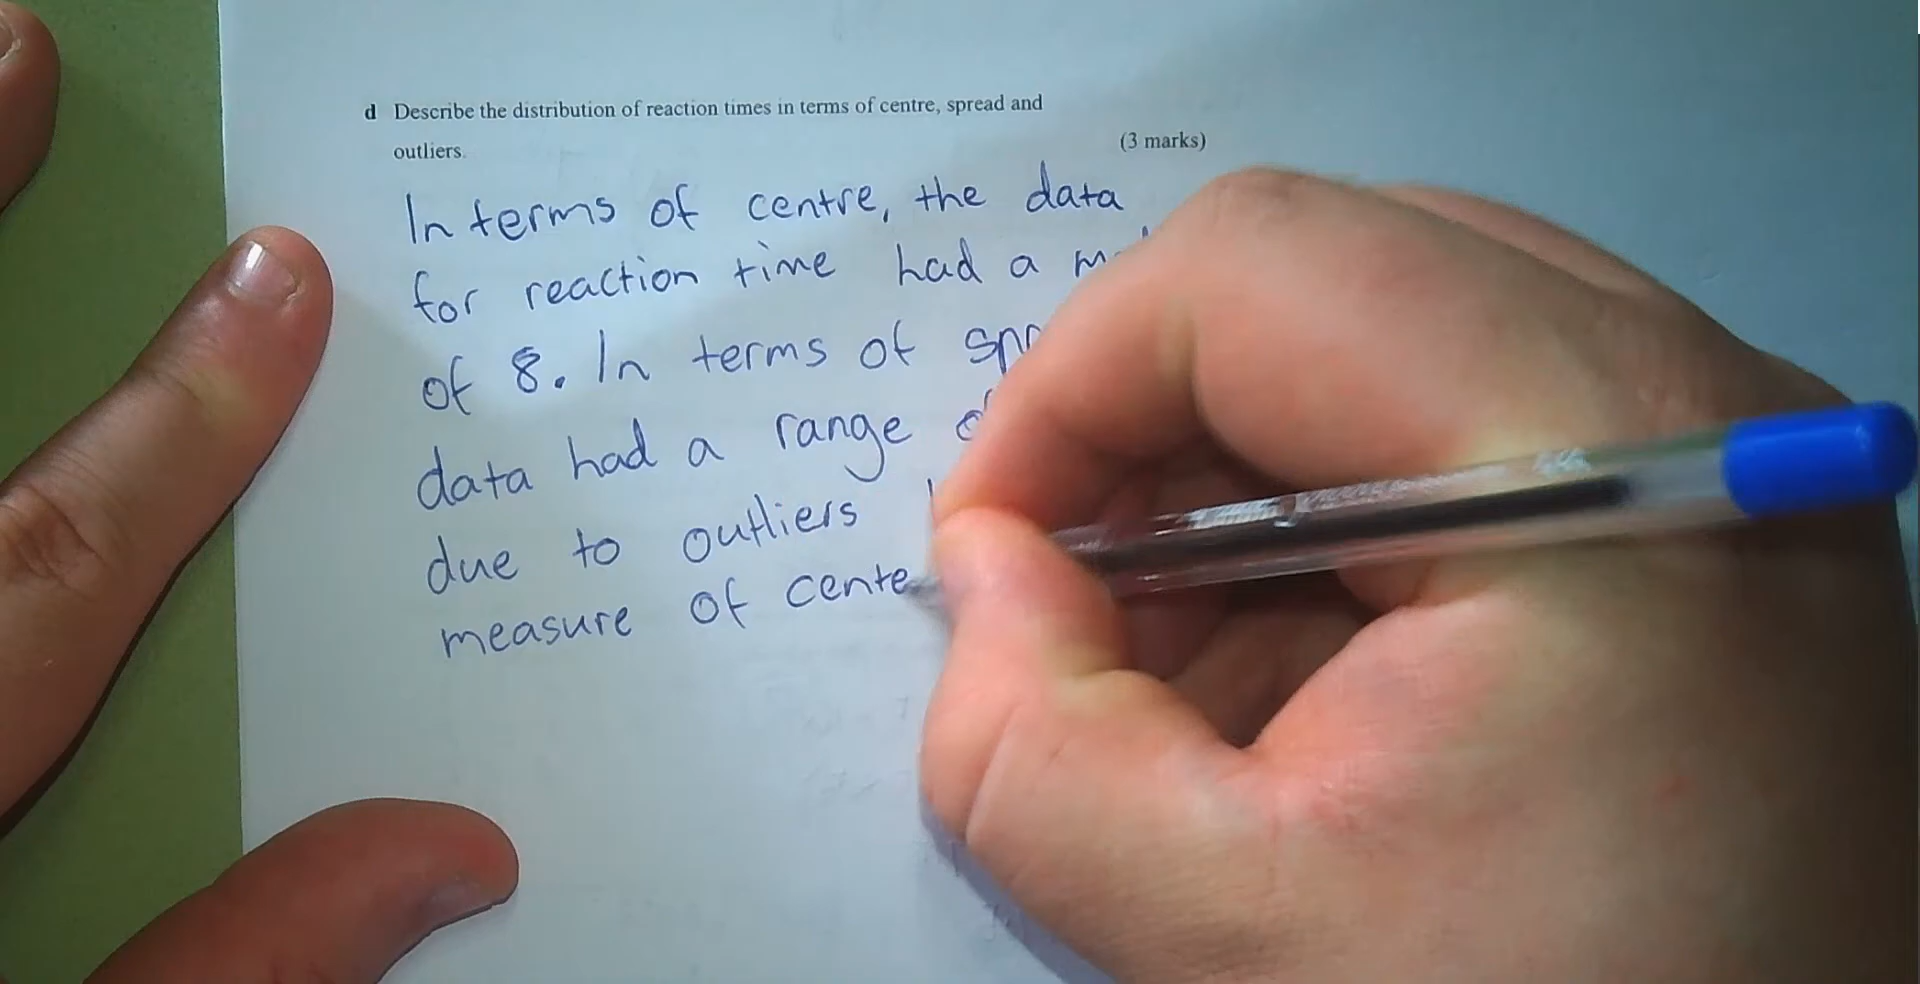 d Describe the distribution of reaction times in terms of centre, spread and
outliers.
(3 marks)
In terms of centre, the data
for reaction time had a
of 8. In terms of
data had a range
due to outliers
measure of cente